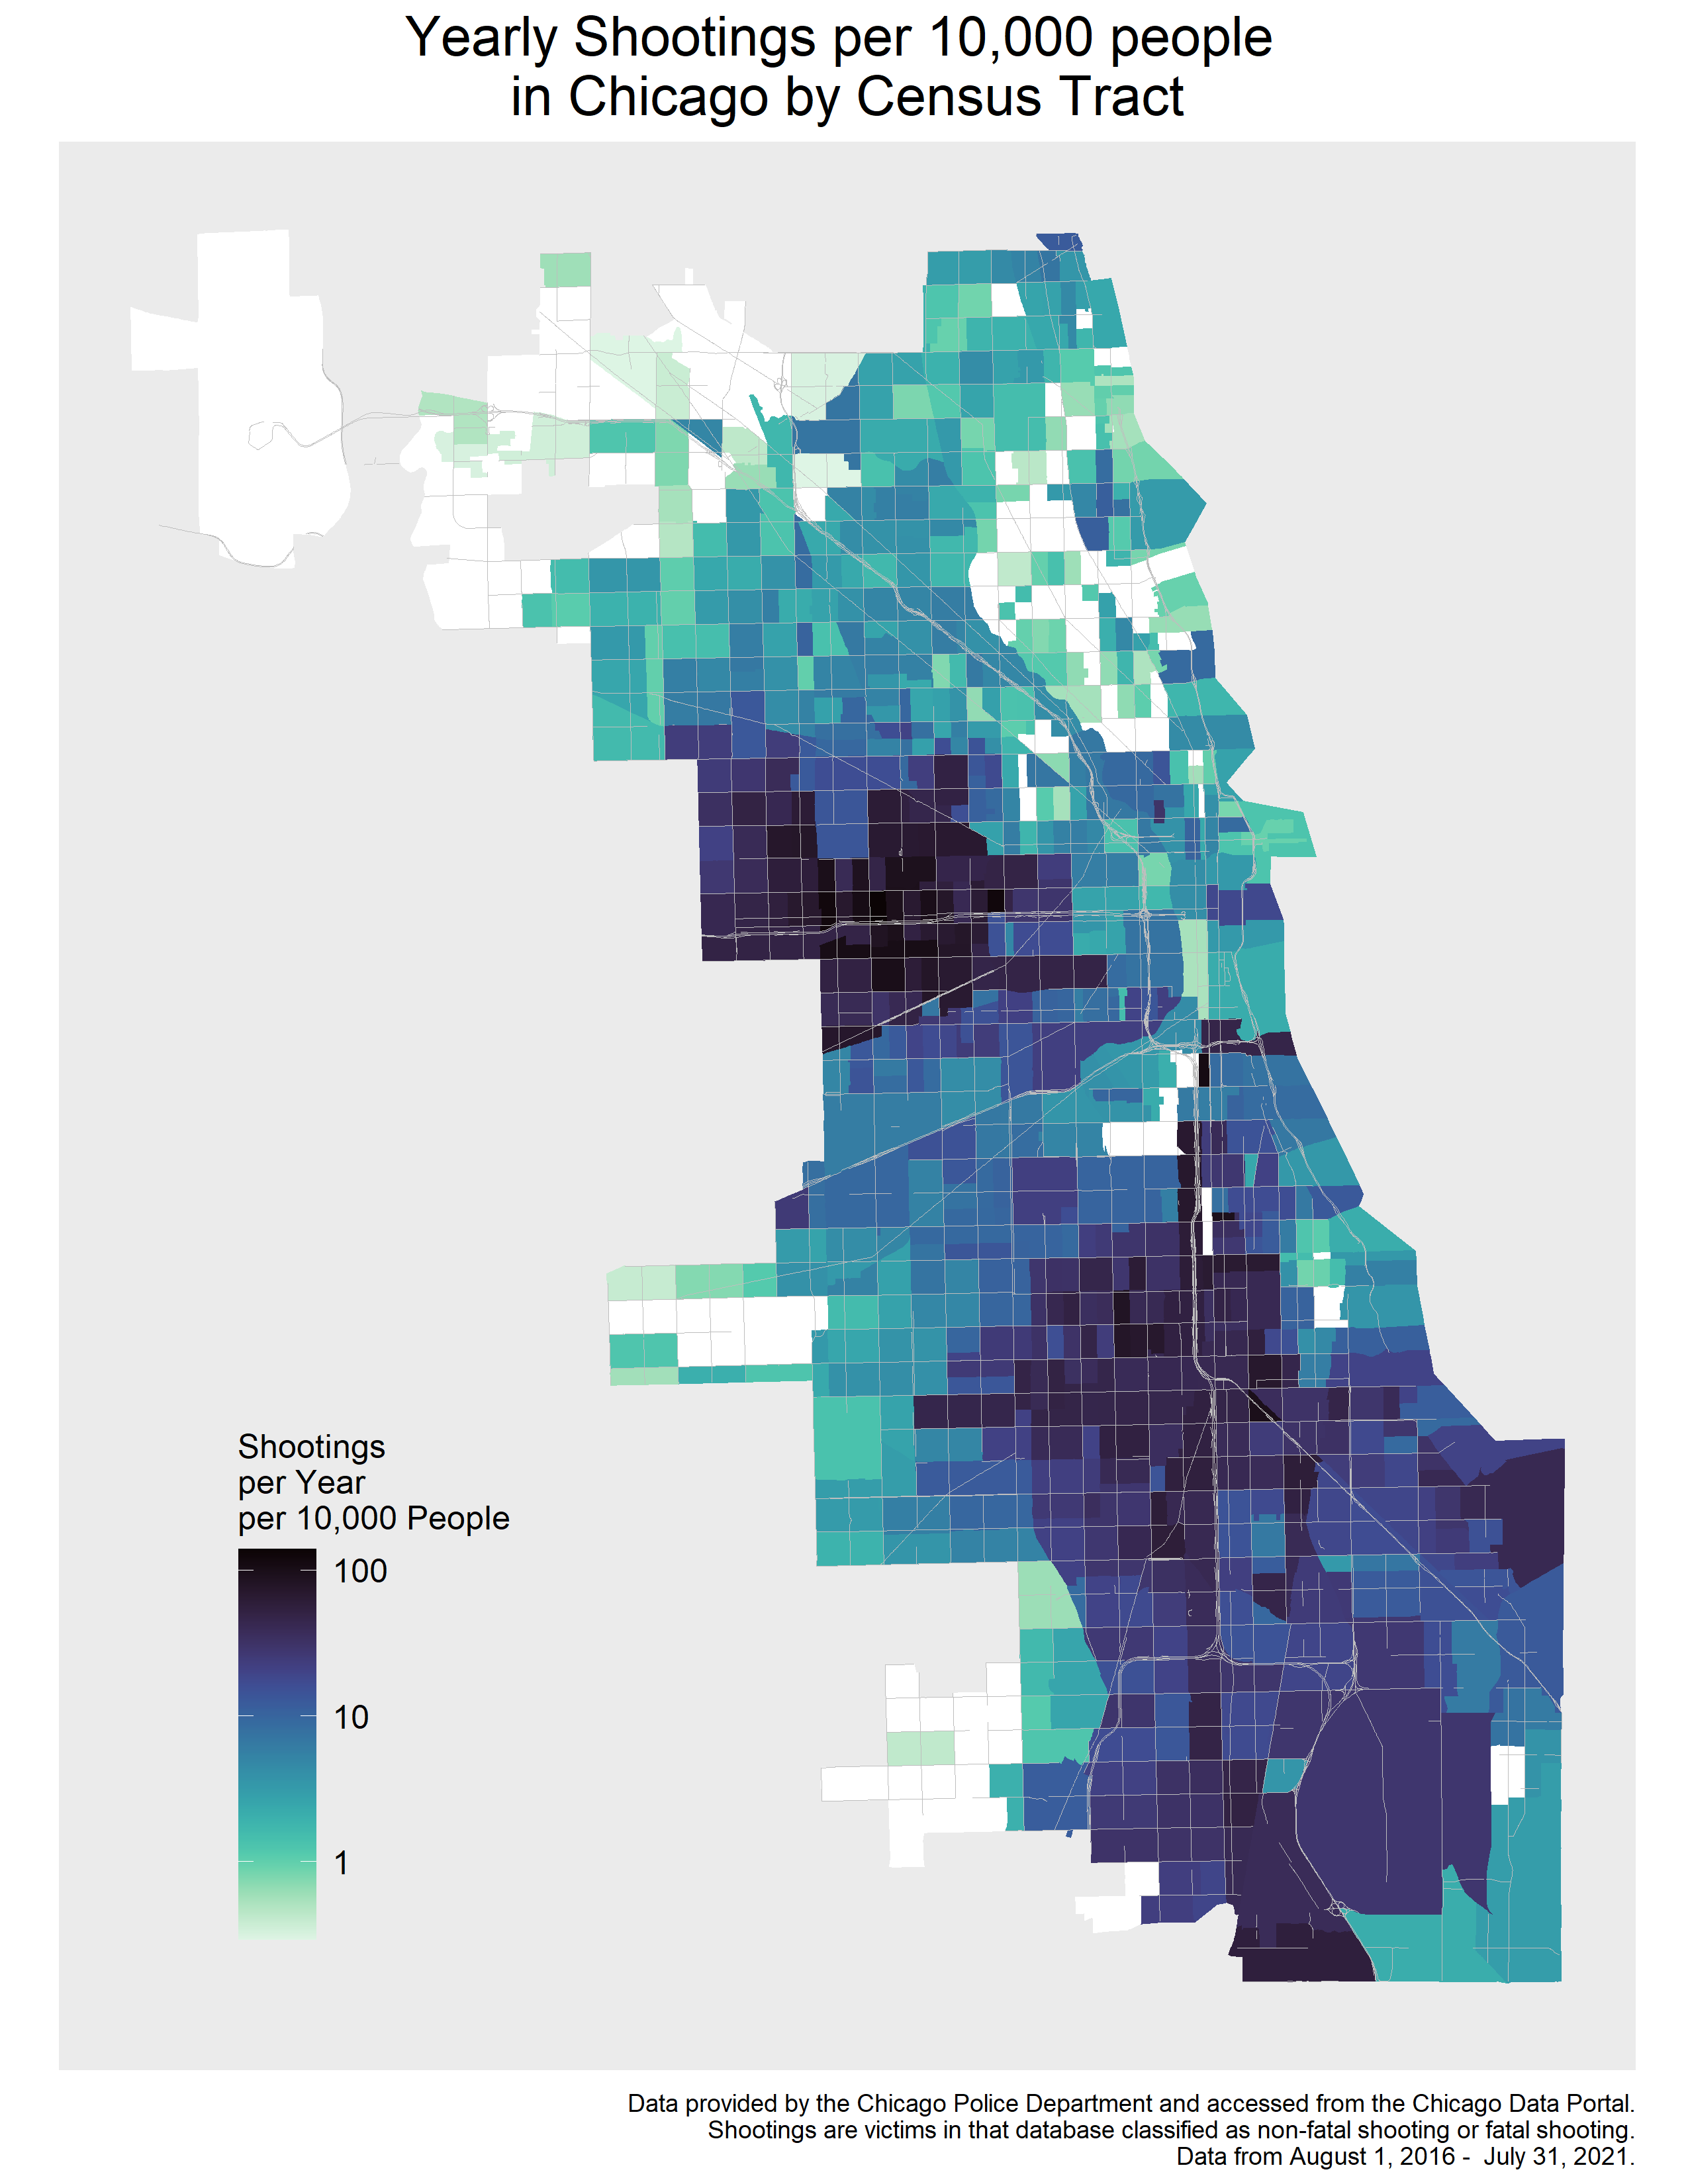 Yearly Shootings per 10,000 people
in Chicago by Census Tract
Shootings
per Year
per 10,000 People
100
10
1
Data provided by the Chicago Police Department and accessed from the Chicago Data Portal.
Shootings are victims in that database classified as non-fatal shooting or fatal shooting.
Data from August 1, 2016 -  July 31, 2021.